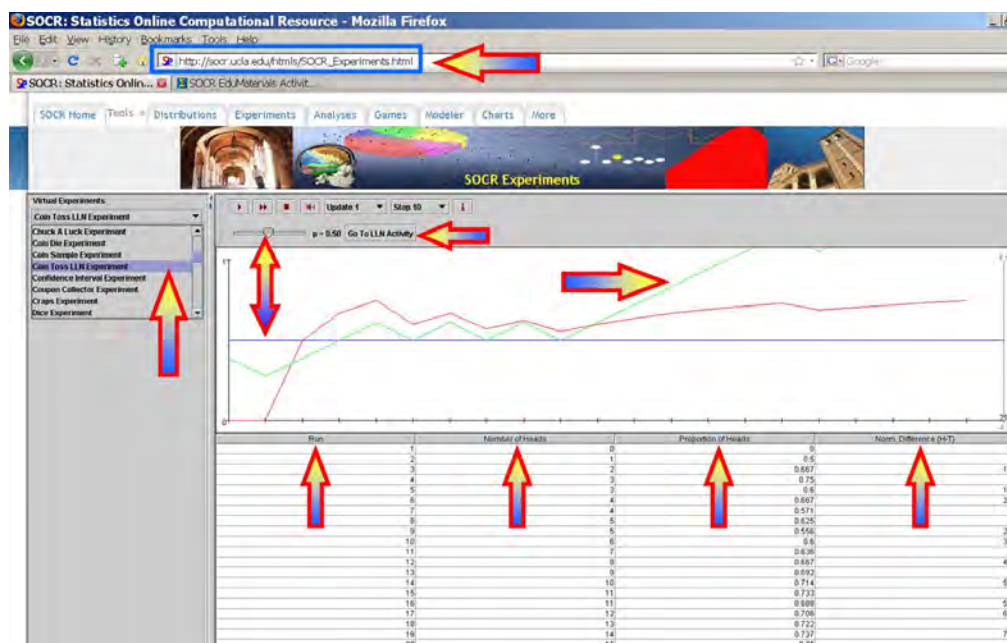 SOCR: Statistics Online Computational Resource - Mozilla Firefox
File Edit View History Bookmarks Tools Help
http://socr.ucla.edu/htmls/SOCR_Experiments.html
Google
SOCR: Statistics Onlin...
SOCR EduMaterials Activit...
SOCR Home Tools Distributions Experiments Analyses Games Modeler Charts More
SOCR Experiments
Virtual Experiments
Coin Toss LLN Experiment
Update 1 Stop 10
Chuck A Luck Experiment
Coin Die Experiment
Coin Sample Experiment
Coin Toss LLN Experiment
Confidence Interval Experiment
Coupon Collector Experiment
Craps Experiment
Dice Experiment
p = 0.50 Go To LLN Activity
1
0
Run Number of Heads Proportion of Heads Norm. Difference (H-T)
1 0 0
2 1 0.5
3 2 0.667
4 3 0.75
5 3 0.6
6 4 0.667
7 4 0.571
8 5 0.625
9 5 0.556
10 6 0.6
11 7 0.636
12 8 0.667
13 9 0.692
14 10 0.714
15 11 0.733
16 11 0.688
17 12 0.706
18 13 0.722
19 14 0.737